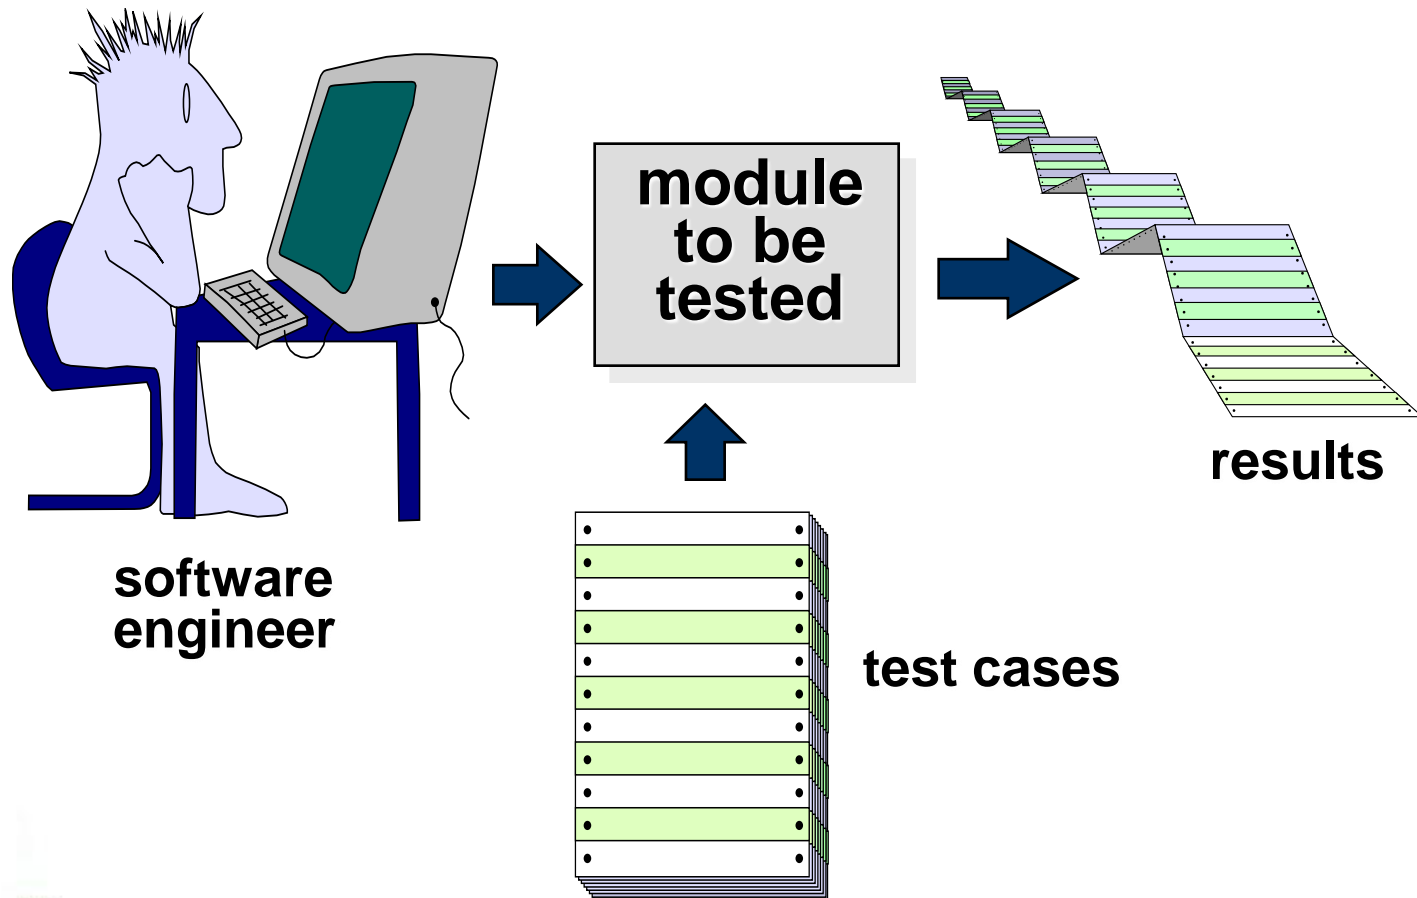 module
to be
tested
results
software
engineer
test cases